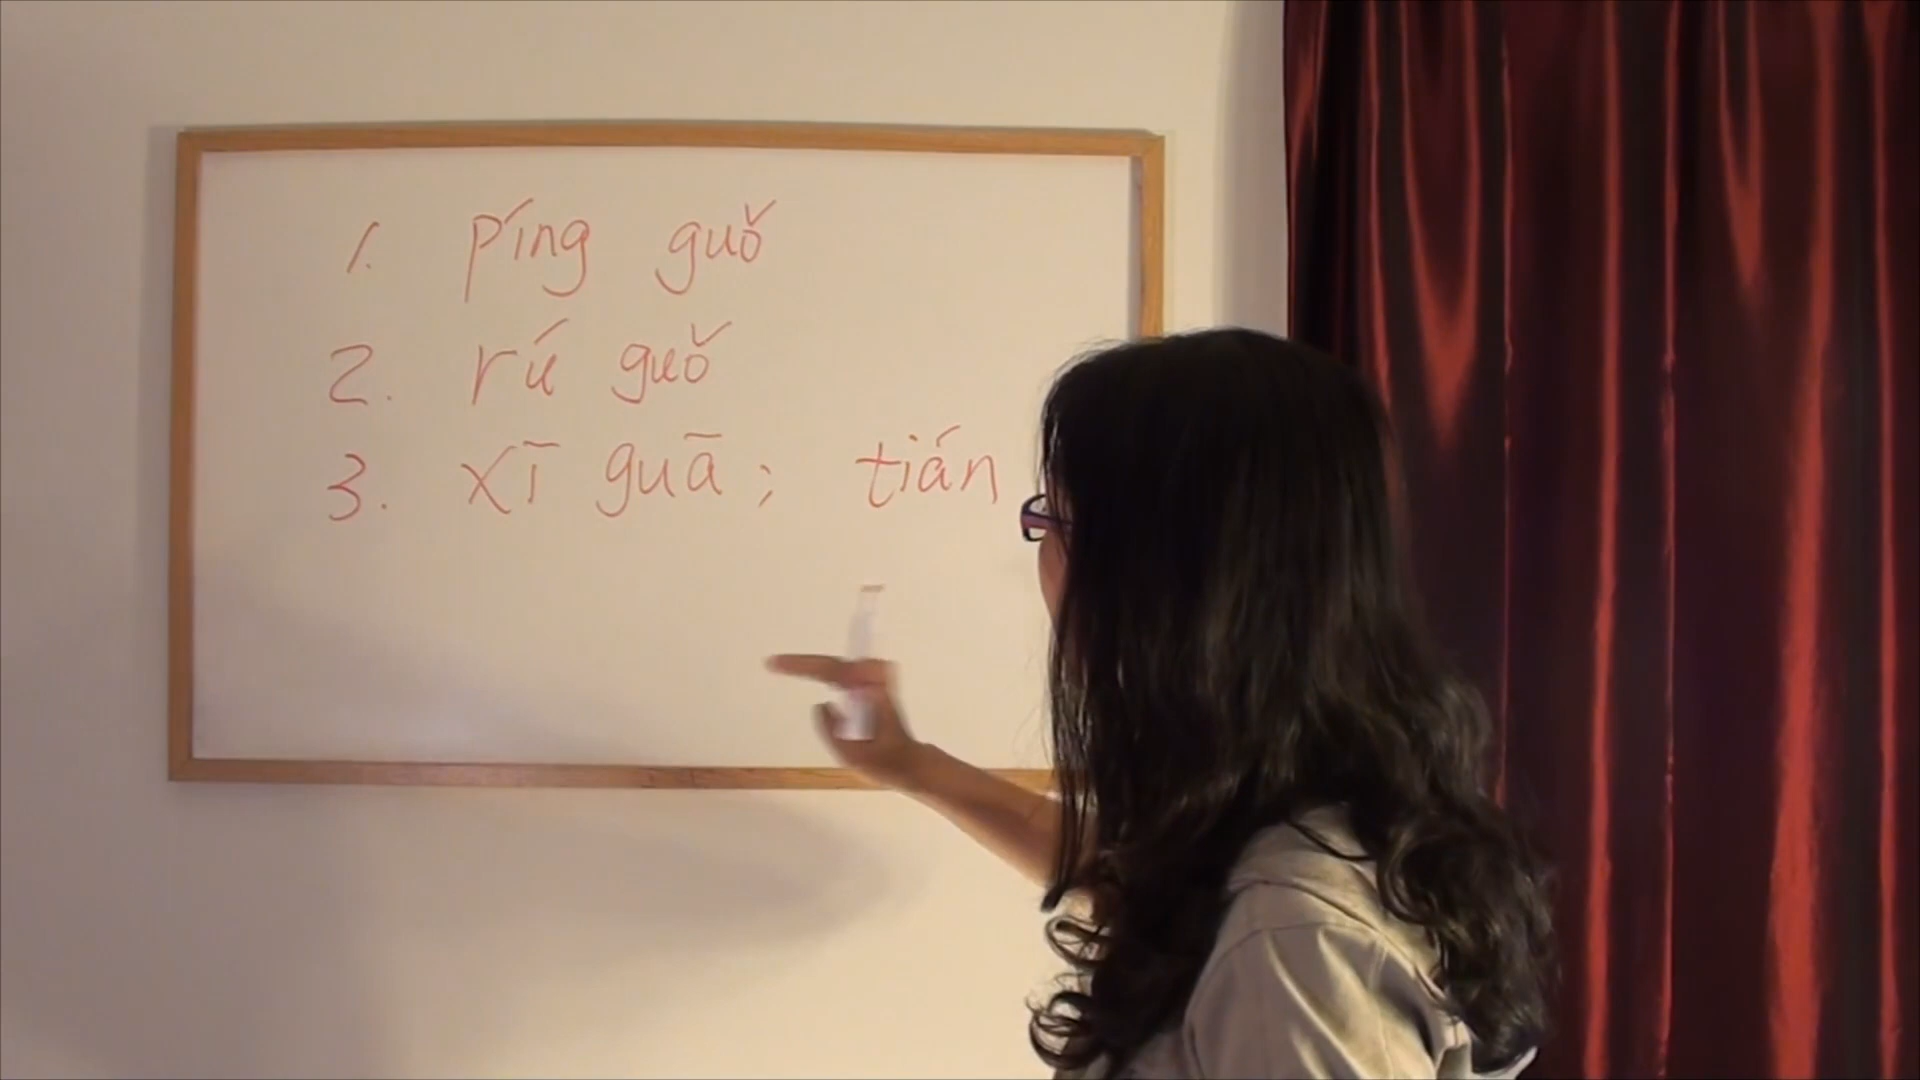 1. píng guǒ
2. rú guǒ
3. xī guā; tián